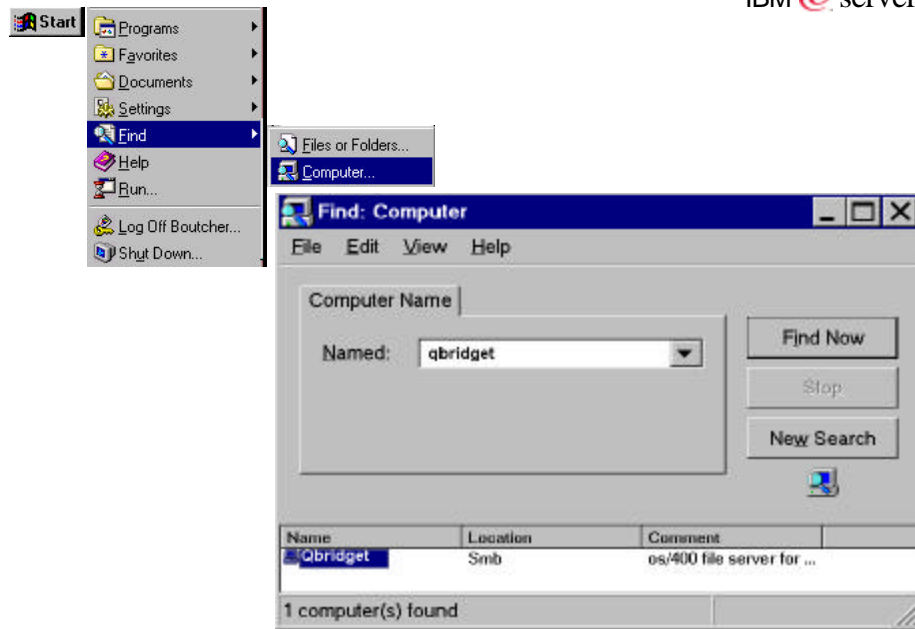 IBM server
Start
Programs
Favorites
Documents
Settings
Find
Help
Run...
Log Off Boutcher...
Shut Down...
Files or Folders...
Computer...
Find: Computer
File Edit View Help
Computer Name
Named: qbridget
Find Now
Stop
New Search
Name Location Comment
Qbridget Smb os/400 file server for ...
1 computer(s) found